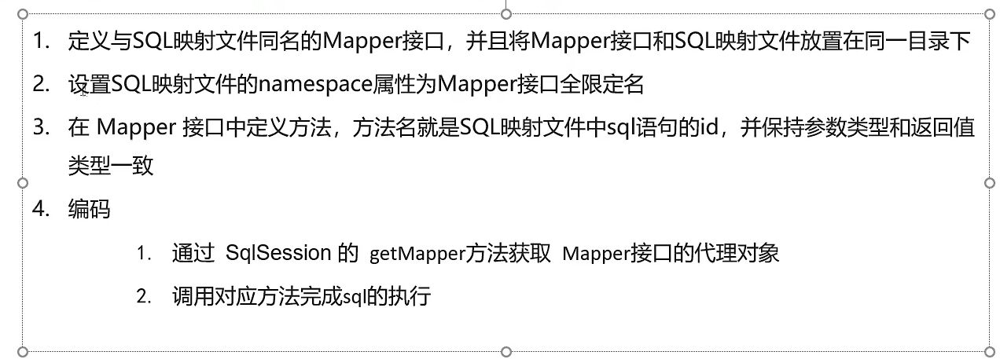 1. 定义与SQL映射文件同名的Mapper接口，并且将Mapper接口和SQL映射文件放置在同一目录下
2. 设置SQL映射文件的namespace属性为Mapper接口全限定名
3. 在 Mapper 接口中定义方法，方法名就是SQL映射文件中sql语句的id，并保持参数类型和返回值
类型一致
4. 编码
1. 通过 SqlSession 的 getMapper方法获取 Mapper接口的代理对象
2. 调用对应方法完成sql的执行